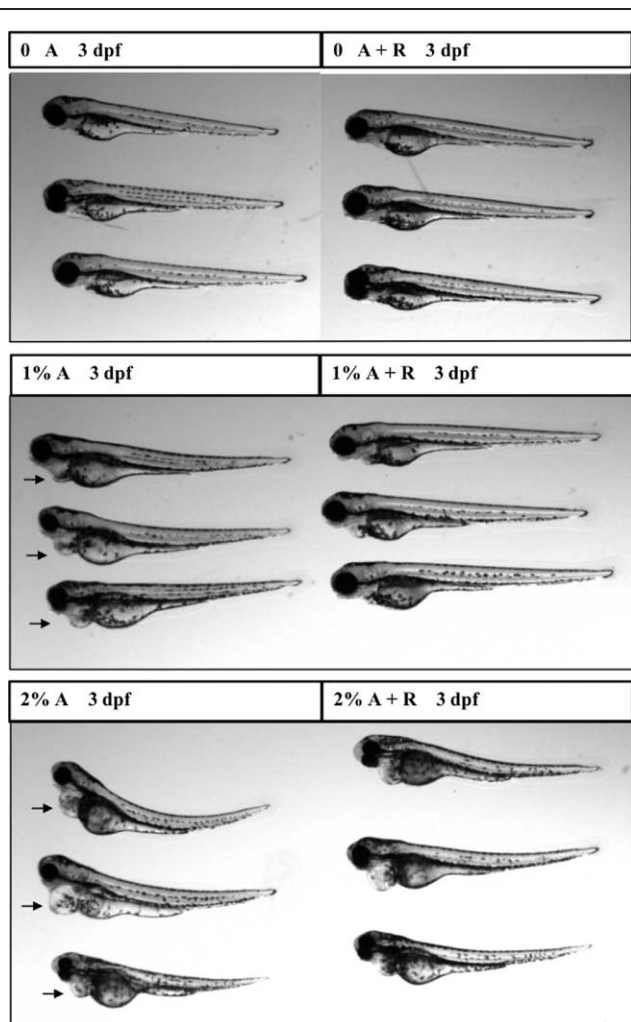 0 A 3 dpf
0 A + R 3 dpf
1% A 3 dpf
1% A + R 3 dpf
2% A 3 dpf
2% A + R 3 dpf